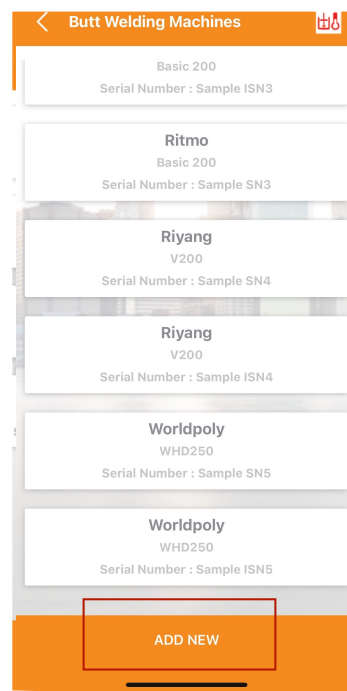 Butt Welding Machines
Basic 200
Serial Number : Sample ISN3
Ritmo
Basic 200
Serial Number : Sample SN3
Riyang
V200
Serial Number : Sample SN4
Riyang
V200
Serial Number : Sample ISN4
Worldpoly
WHD250
Serial Number : Sample SN5
Worldpoly
WHD250
Serial Number : Sample ISN5
ADD NEW